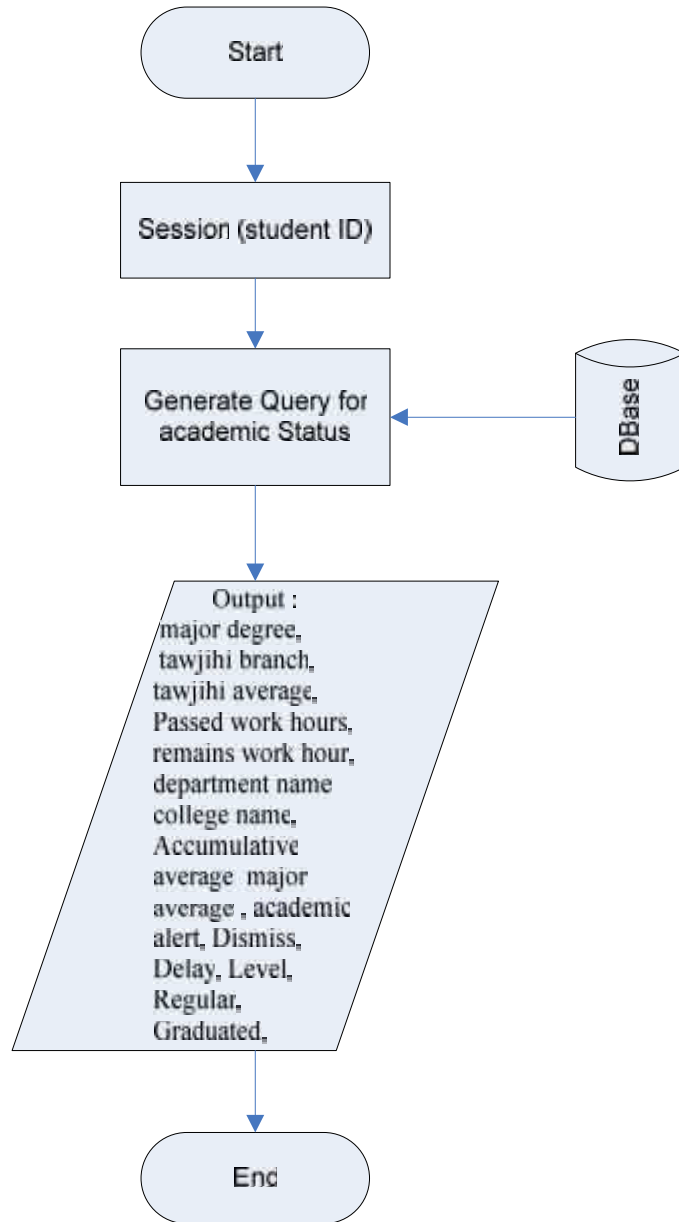 Start
Session (student ID)
Generate Query for
academic Status
DBase
Output :
major degree,
tawjihi branch,
tawjihi average,
Passed work hours,
remains work hour,
department name
college name,
Accumulative
average major
average , academic
alert, Dismiss,
Delay, Level,
Regular,
Graduated,
End